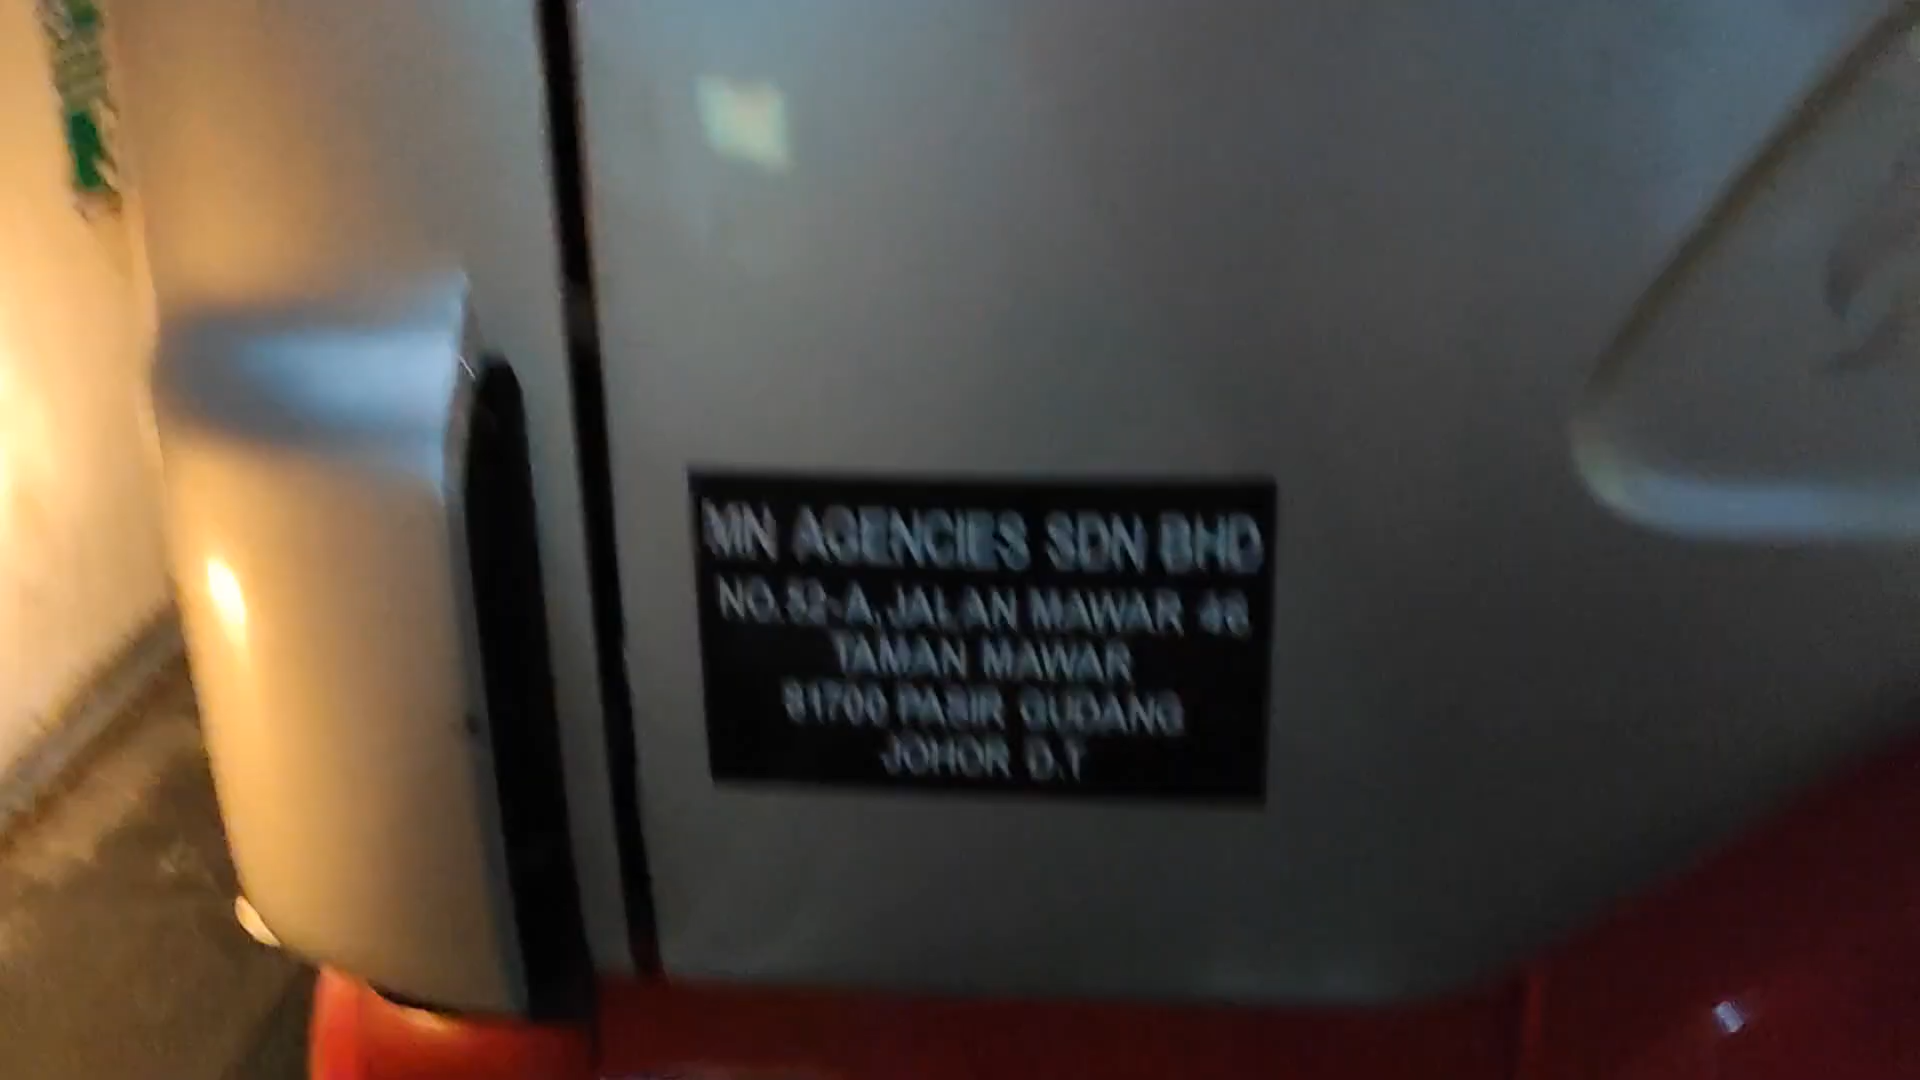 MN AGENCIES SDN BHD
NO.52-A,JALAN MAWAR 46
TAMAN MAWAR
81700 PASIR GUDANG
JOHOR D.T